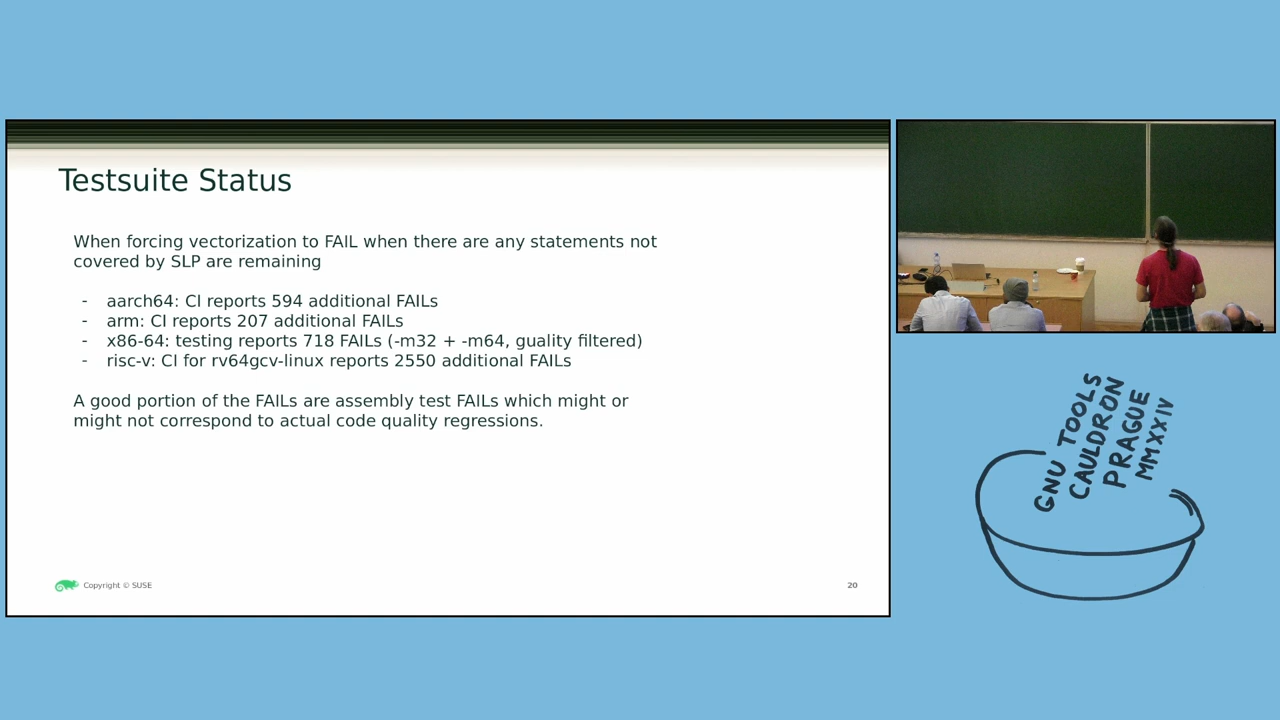 Testsuite Status
When forcing vectorization to FAIL when there are any statements not
covered by SLP are remaining
- aarch64: CI reports 594 additional FAILs
- arm: CI reports 207 additional FAILs
- x86-64: testing reports 718 FAILs (-m32 + -m64, guality filtered)
- risc-v: CI for rv64gcv-linux reports 2550 additional FAILs
A good portion of the FAILs are assembly test FAILs which might or
might not correspond to actual code quality regressions.
Copyright © SUSE
20
GNU TOOLS
CAULDRON
PRAGUE
MMXXIV